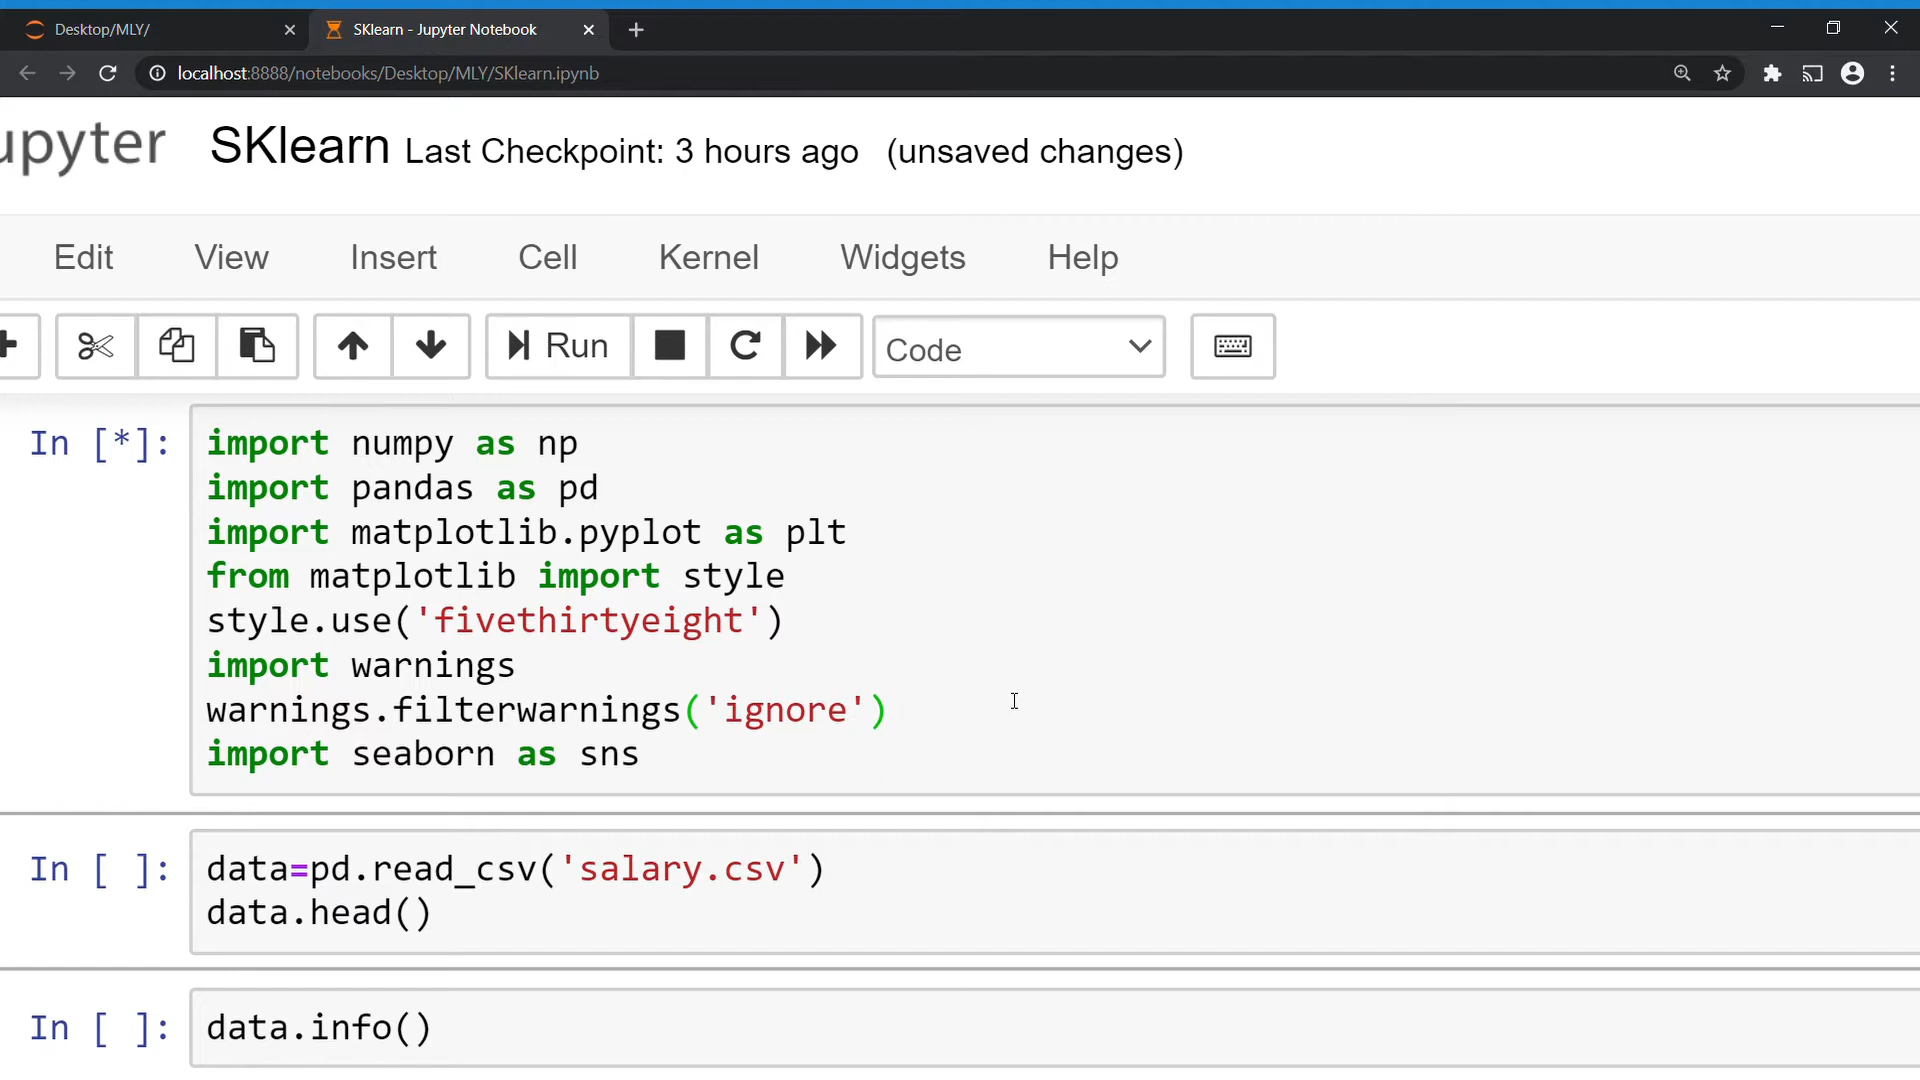 Desktop/MLY/
SKlearn - Jupyter Notebook
localhost:8888/notebooks/Desktop/MLY/SKlearn.ipynb
upyter SKlearn Last Checkpoint: 3 hours ago (unsaved changes)
Edit View Insert Cell Kernel Widgets Help
Run Code
In [*]: import numpy as np
import pandas as pd
import matplotlib.pyplot as plt
from matplotlib import style
style.use('fivethirtyeight')
import warnings
warnings.filterwarnings('ignore')
import seaborn as sns
In [ ]: data=pd.read_csv('salary.csv')
data.head()
In [ ]: data.info()